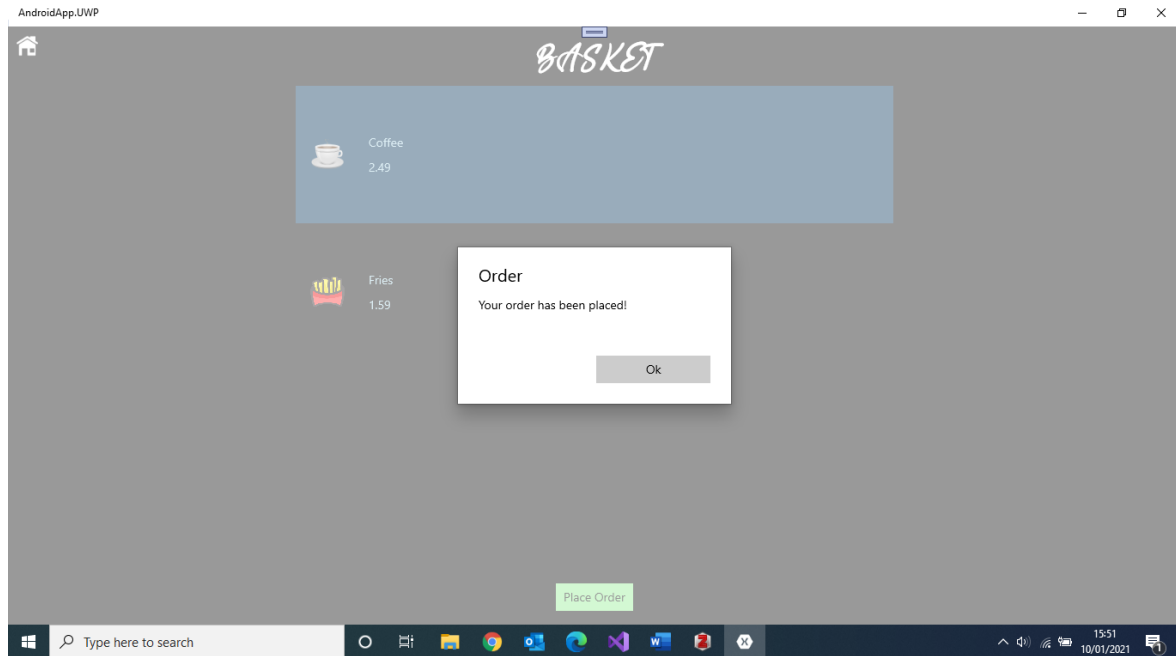 AndroidApp.UWP
BASKET
Coffee
2.49
Fries
1.59
Order
Your order has been placed!
Ok
Place Order
Type here to search
15:51
10/01/2021
1